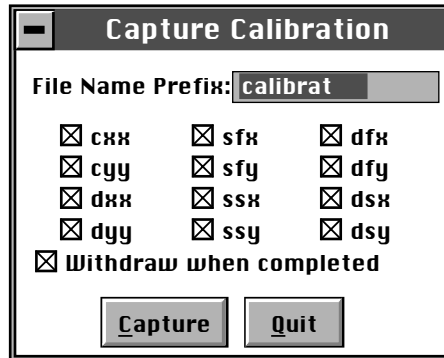 Capture Calibration
File Name Prefix: calibrat
cxx sfx dfx
cyy sfy dfy
dxx ssx dsx
dyy ssy dsy
Withdraw when completed
Capture Quit